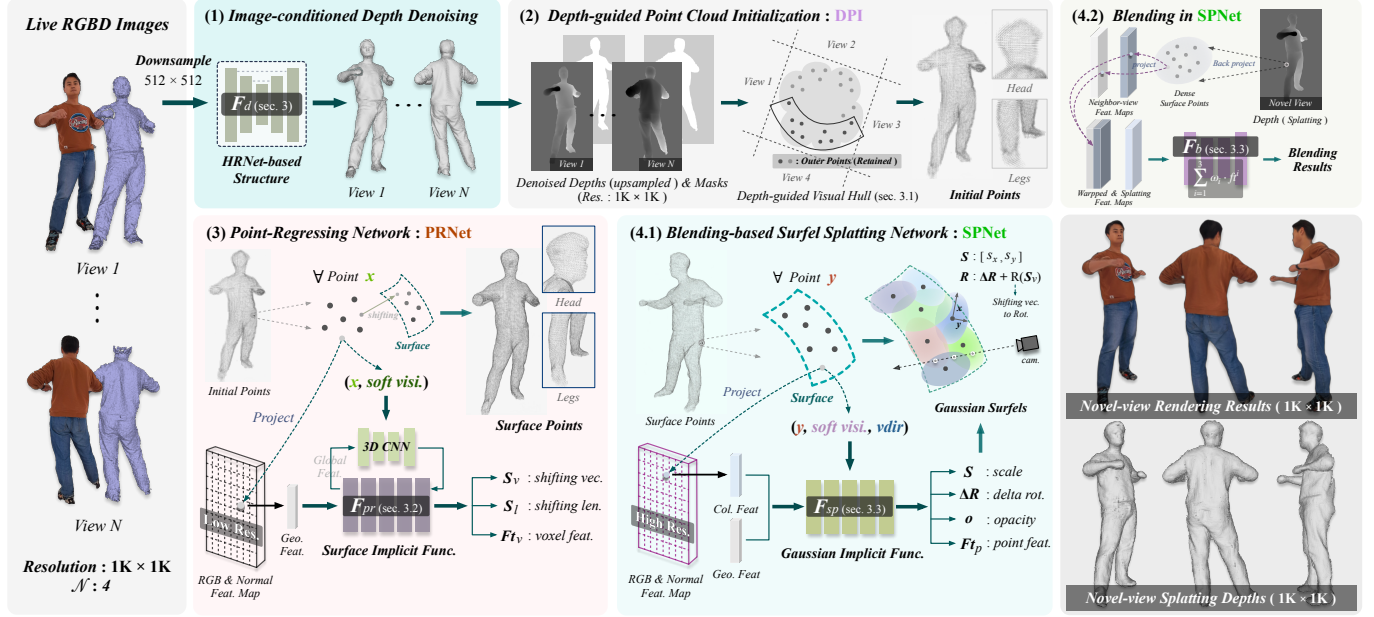 Live RGBD Images
View 1
View N
Resolution : 1K × 1K
𝒩 : 4
Downsample
512 × 512
(1) Image-conditioned Depth Denoising
F_d (sec. 3)
HRNet-based
Structure
View 1
View N
(2) Depth-guided Point Cloud Initialization : DPI
View 1
View N
Denoised Depths (upsampled) & Masks
(Res. : 1K × 1K)
View 2
View 1
View 3
: Outer Points (Retained)
View 4
Depth-guided Visual Hull (sec. 3.1)
Head
Legs
Initial Points
(4.2) Blending in SPNet
project
Back project
Neighbor-view
Feat. Maps
Dense
Surface Points
Novel View
Depth ( Splatting )
F_b (sec. 3.3)
3
∑ ω_i · ft^i
i=1
Blending
Results
Warpped & Splatting
Feat. Maps
(3) Point-Regressing Network : PRNet
∀ Point x
shifting
Surface
Initial Points
(x, soft visi.)
Project
Head
Legs
Surface Points
3D CNN
Global
Feat.
F_pr (sec. 3.2)
Low Res.
Geo.
Feat.
Surface Implicit Func.
RGB & Normal
Feat. Map
S_v : shifting vec.
S_l : shifting len.
Ft_v : voxel feat.
(4.1) Blending-based Surfel Splatting Network : SPNet
∀ Point y
S : [ s_x , s_y ]
R : ΔR + R(S_v)
Shifting vec.
to Rot.
x
y
cam.
Surface
Project
Surface Points
Gaussian Surfels
(y, soft visi., vdir)
High Res.
Col. Feat
Geo. Feat
F_sp (sec. 3.3)
Gaussian Implicit Func.
RGB & Normal
Feat. Map
S : scale
ΔR : delta rot.
o : opacity
Ft_p : point feat.
Novel-view Rendering Results ( 1K × 1K )
Novel-view Splatting Depths ( 1K × 1K )